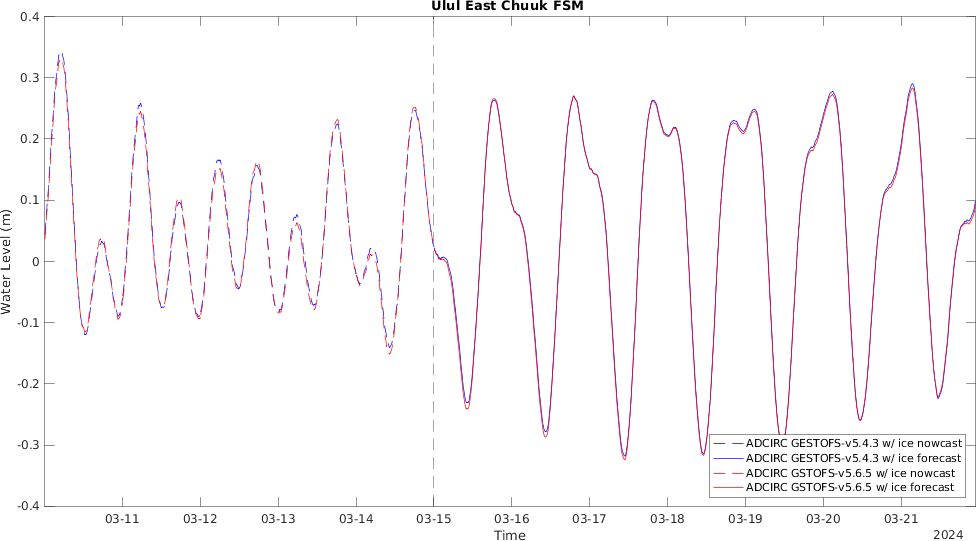 Ulul East Chuuk FSM
0.4
0.3
0.2
0.1
0
-0.1
-0.2
-0.3
-0.4
Water Level (m)
ADCIRC GESTOFS-v5.4.3 w/ ice nowcast
ADCIRC GESTOFS-v5.4.3 w/ ice forecast
ADCIRC GSTOFS-v5.6.5 w/ ice nowcast
ADCIRC GSTOFS-v5.6.5 w/ ice forecast
03-11 03-12 03-13 03-14 03-15 03-16 03-17 03-18 03-19 03-20 03-21
Time
2024